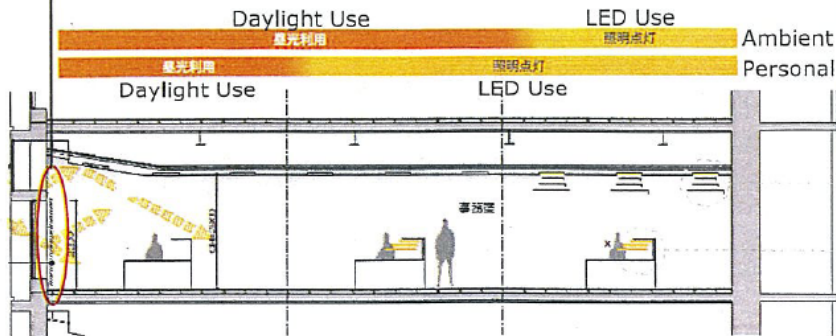 Daylight Use LED Use
昼光利用 照明点灯 Ambient
昼光利用 照明点灯 Personal
Daylight Use LED Use
事務室
x